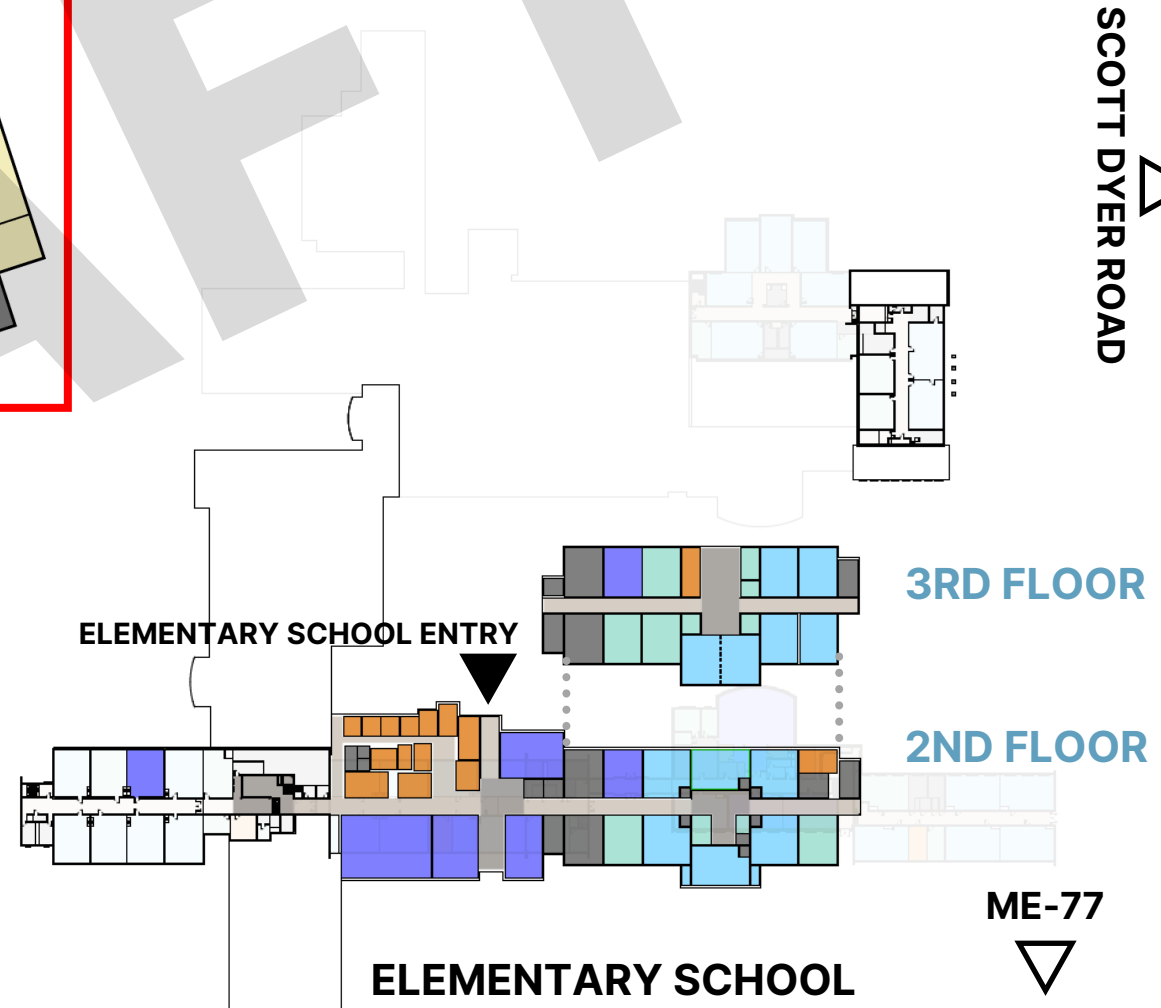 SCOTT DYER ROAD
3RD FLOOR
ELEMENTARY SCHOOL ENTRY
2ND FLOOR
ME-77
ELEMENTARY SCHOOL